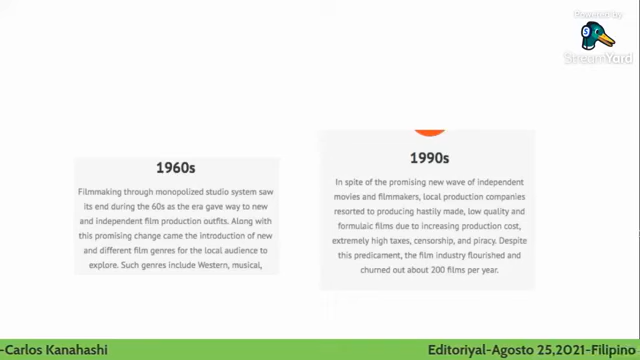 Powered by
StreamYard
1960s
Filmmaking through monopolized studio system saw
its end during the 60s as the era gave way to new
and independent film production outfits. Along with
this promising change came the introduction of new
and different film genres for the local audience to
explore. Such genres include Western, musical,
1990s
In spite of the promising new wave of independent
movies and filmmakers, local production companies
resorted to producing hastily made, low quality and
formulaic films due to increasing production cost,
extremely high taxes, censorship, and piracy. Despite
this predicament, the film industry flourished and
churned out about 200 films per year.
-Carlos Kanahashi
Editoriyal-Agosto 25,2021-Filipino